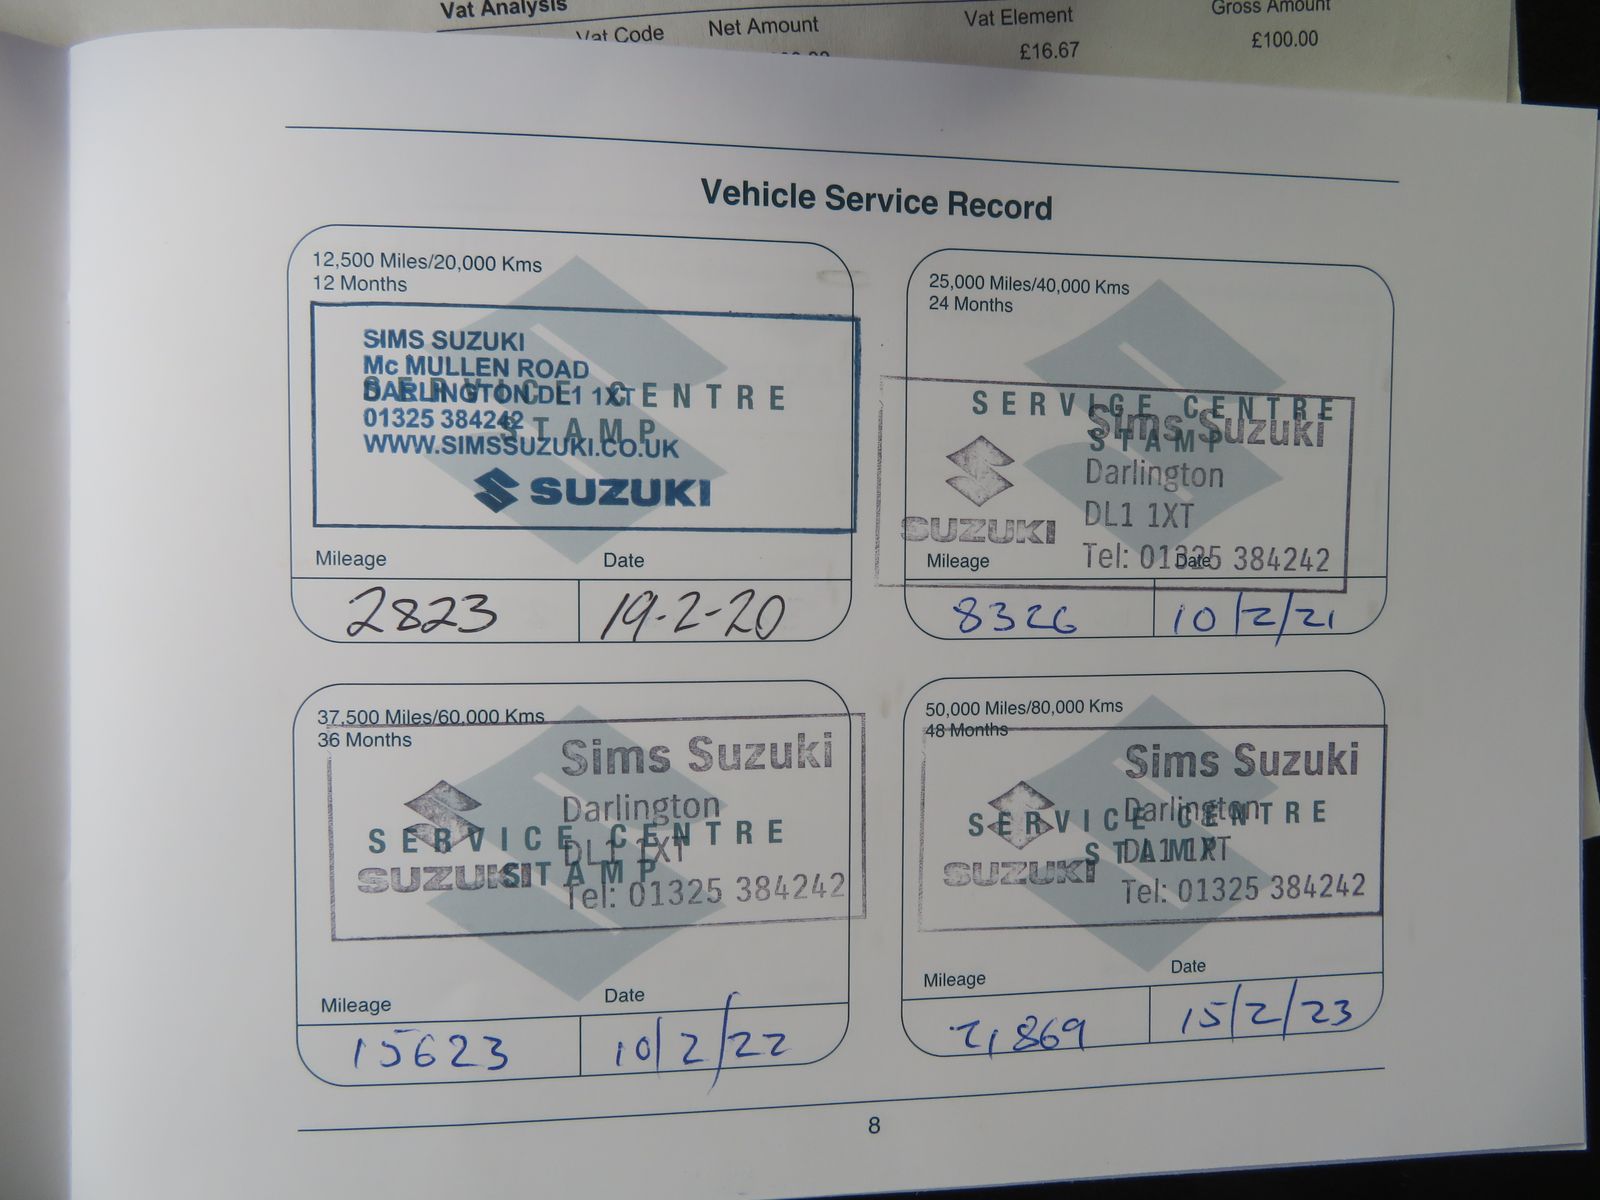 Vat Analysis
Vat Code Net Amount Vat Element Gross Amount
£16.67 £100.00
Vehicle Service Record
12,500 Miles/20,000 Kms
12 Months
SIMS SUZUKI
Mc MULLEN ROAD
DARLINGTON DE1 1XT
01325 384242
WWW.SIMSSUZUKI.CO.UK
SUZUKI
SERVICE CENTRE
STAMP
Mileage Date
2823 19-2-20
25,000 Miles/40,000 Kms
24 Months
SERVICE CENTRE
STAMP
Sims Suzuki
Darlington
DL1 1XT
Tel: 01325 384242
SUZUKI
Mileage Date
8326 10/2/21
37,500 Miles/60,000 Kms
36 Months
Sims Suzuki
Darlington
DL1 1XT
Tel: 01325 384242
SUZUKI
SERVICE CENTRE
STAMP
Mileage Date
15623 10/2/22
50,000 Miles/80,000 Kms
48 Months
Sims Suzuki
Darlington
DL1 1XT
Tel: 01325 384242
SUZUKI
SERVICE CENTRE
STAMP
Mileage Date
21,869 15/2/23
8